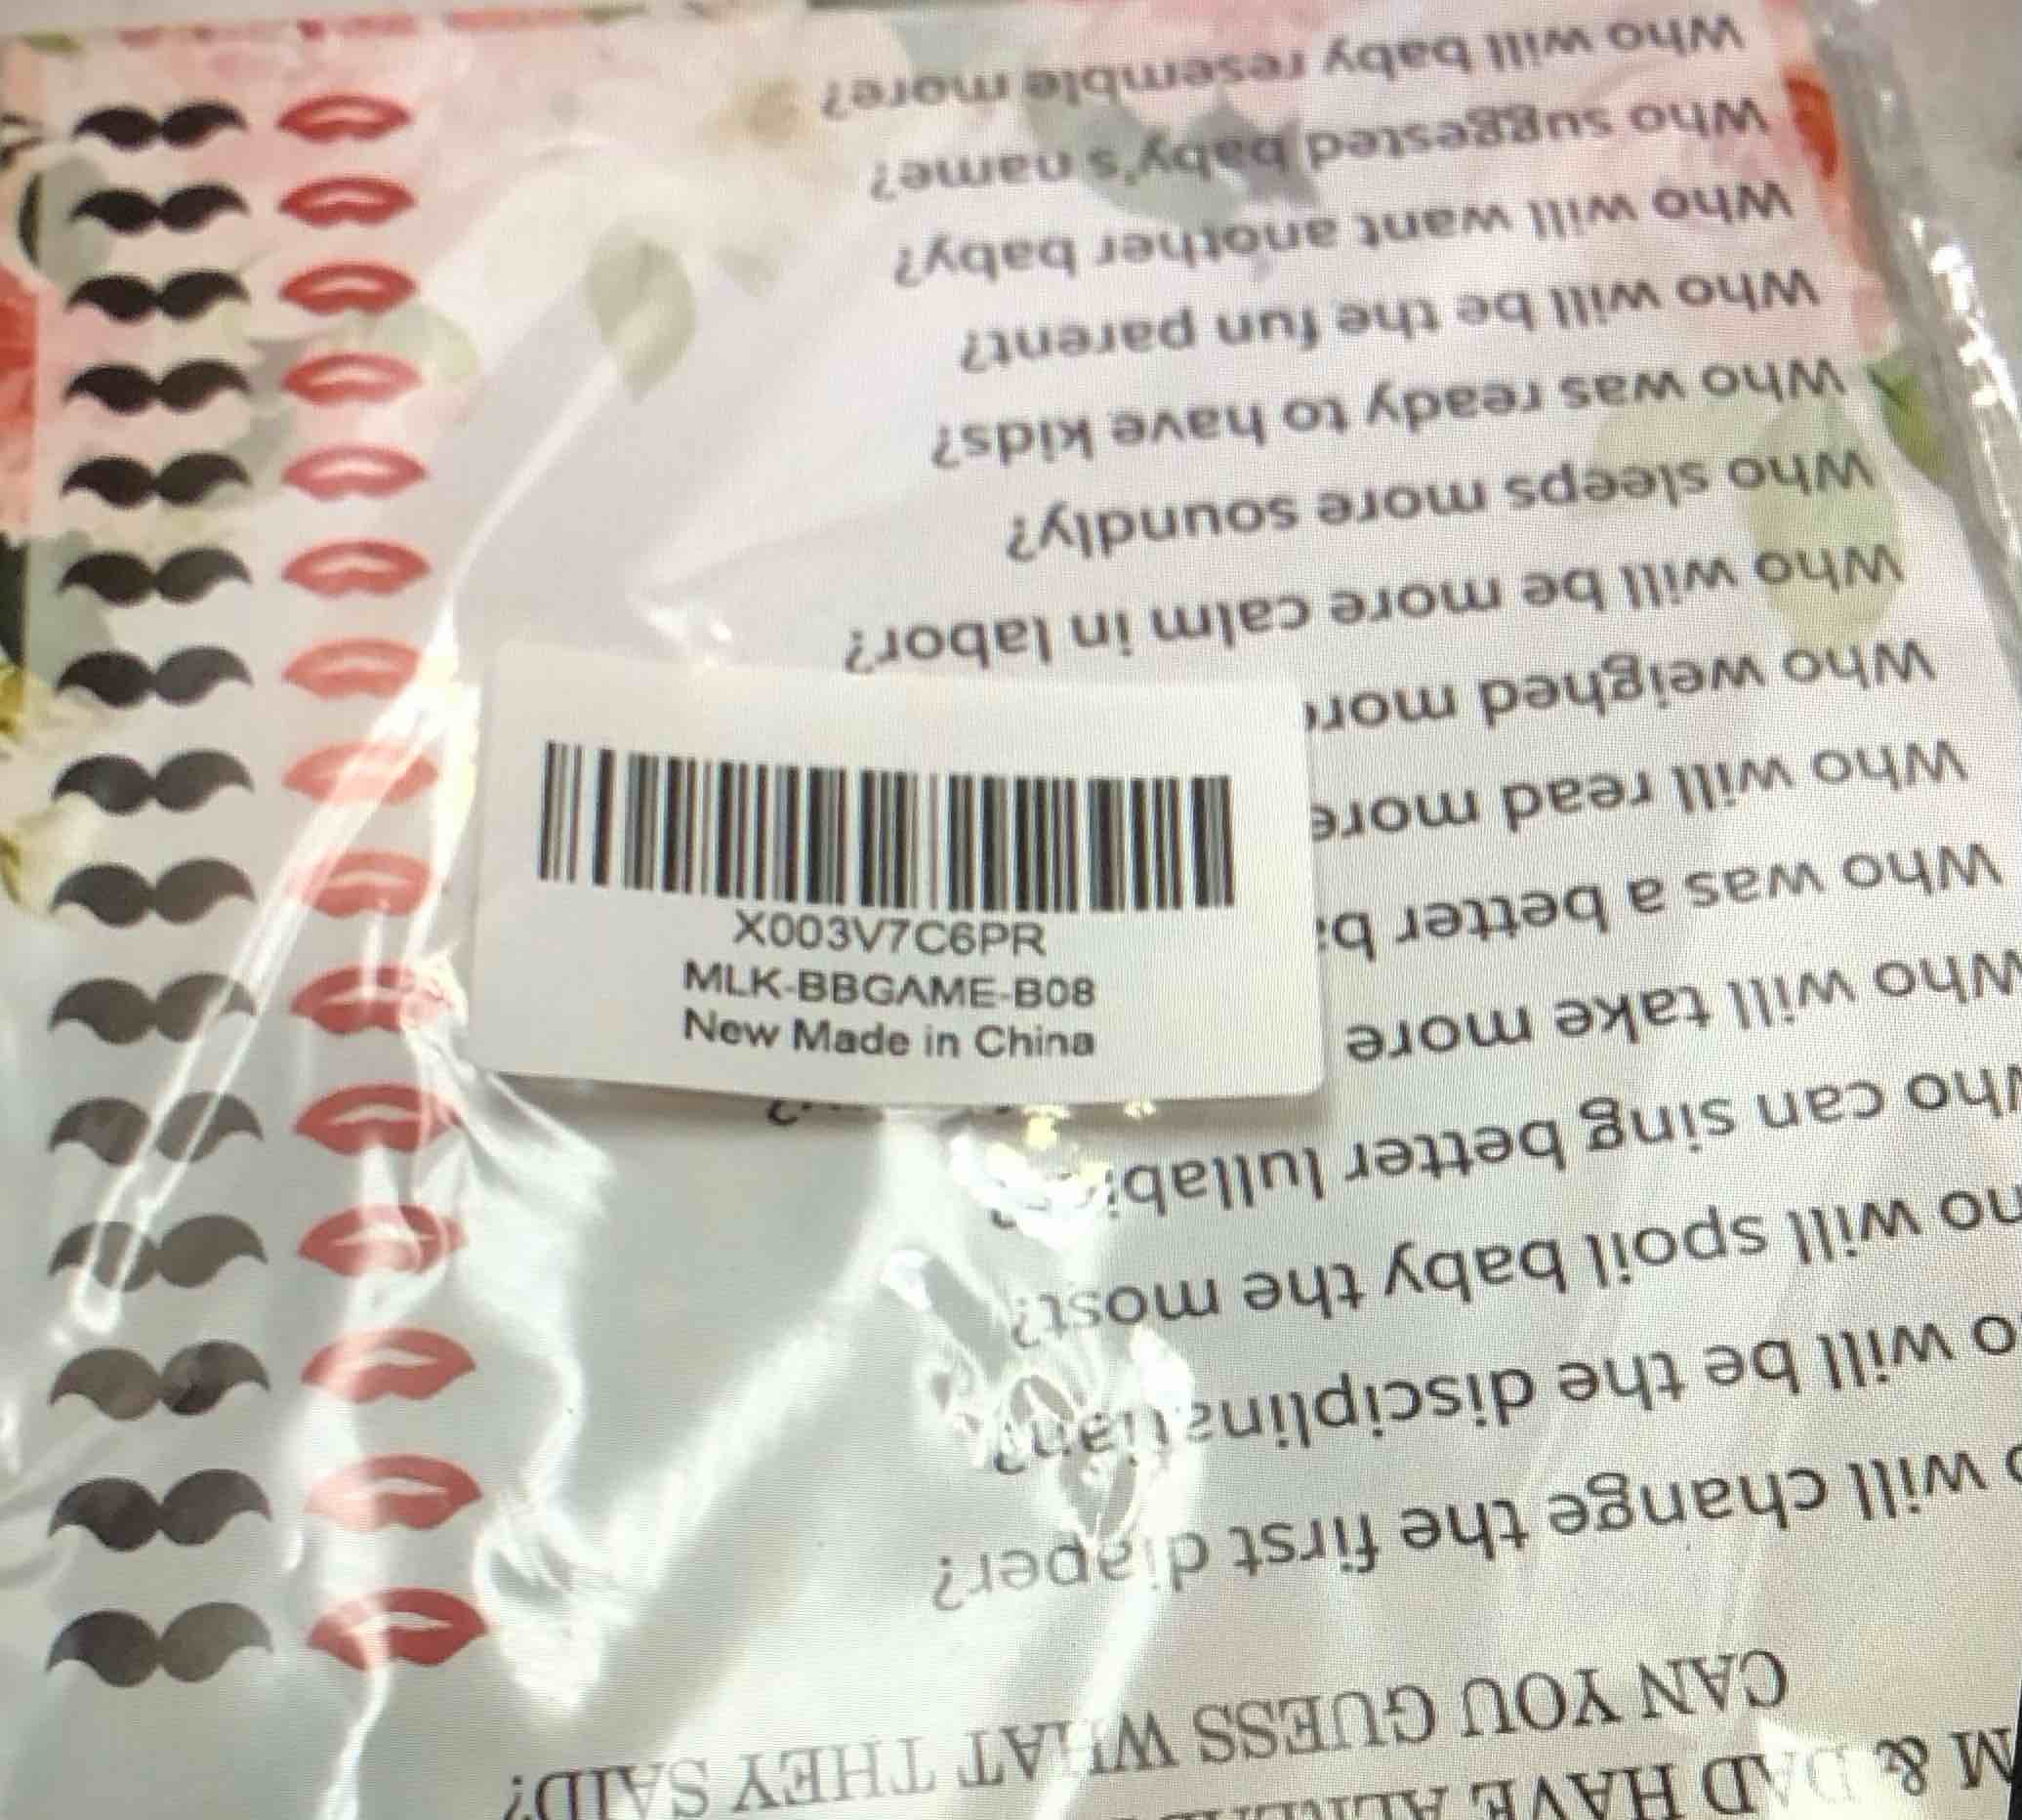 & DAD HAVE
CAN YOU GUESS WHAT THEY SAID?
will change the first diaper?
will be the disciplinarian?
will spoil baby the most?
can sing better
Who will take more
Who was a better
Who will read more
Who weighed
Who will be more calm in labor?
Who sleeps more soundly?
Who was ready to have kids?
Who will be the fun parent?
Who will want another baby?
Who suggested baby's name?
Who will baby resemble more?
X003V7C6PR
MLK-BBGAME-B08
New Made in China